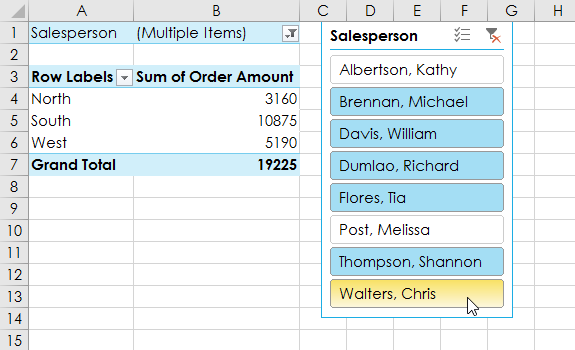 A B C D E F G H
1 Salesperson (Multiple Items)
2
3 Row Labels Sum of Order Amount
4 North 3160
5 South 10875
6 West 5190
7 Grand Total 19225
8
9
10
11
12
13
14
15
Salesperson
Albertson, Kathy
Brennan, Michael
Davis, William
Dumlao, Richard
Flores, Tia
Post, Melissa
Thompson, Shannon
Walters, Chris